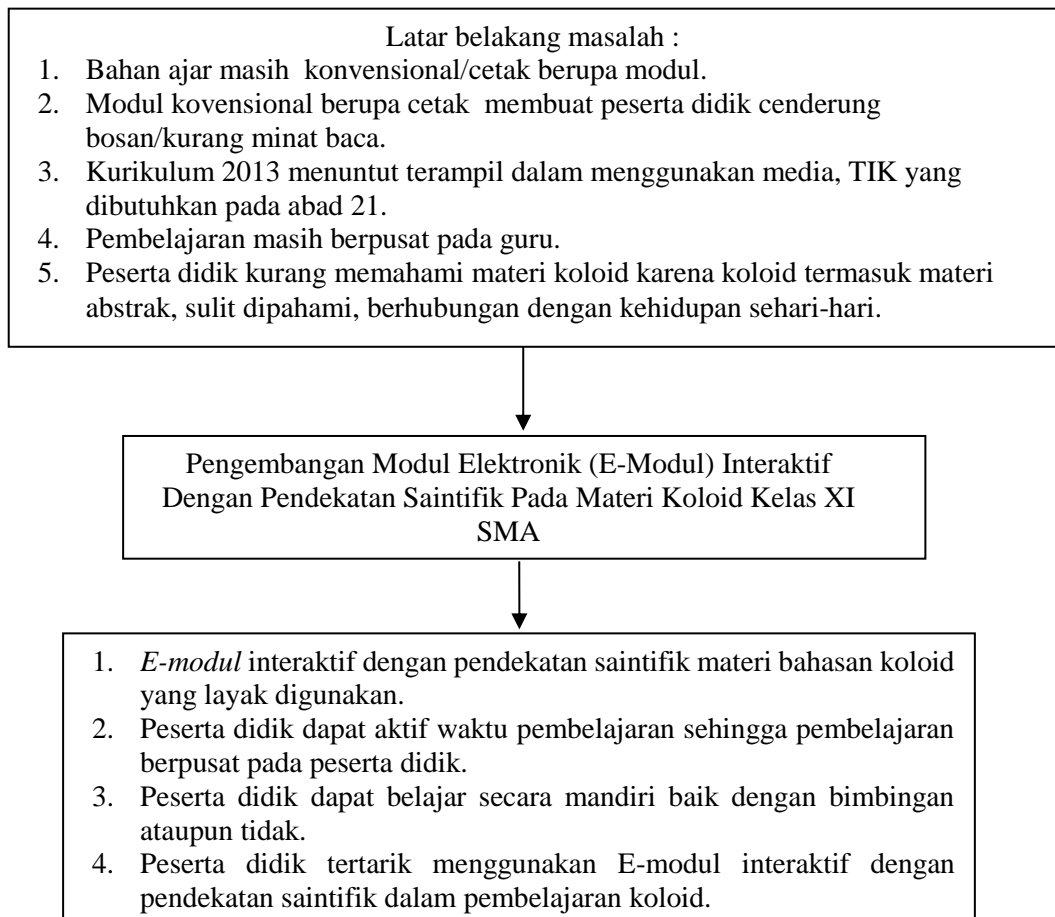 Latar belakang masalah :
1. Bahan ajar masih konvensional/cetak berupa modul.
2. Modul kovensional berupa cetak membuat peserta didik cenderung
bosan/kurang minat baca.
3. Kurikulum 2013 menuntut terampil dalam menggunakan media, TIK yang
dibutuhkan pada abad 21.
4. Pembelajaran masih berpusat pada guru.
5. Peserta didik kurang memahami materi koloid karena koloid termasuk materi
abstrak, sulit dipahami, berhubungan dengan kehidupan sehari-hari.
Pengembangan Modul Elektronik (E-Modul) Interaktif
Dengan Pendekatan Saintifik Pada Materi Koloid Kelas XI
SMA
1. E-modul interaktif dengan pendekatan saintifik materi bahasan koloid
yang layak digunakan.
2. Peserta didik dapat aktif waktu pembelajaran sehingga pembelajaran
berpusat pada peserta didik.
3. Peserta didik dapat belajar secara mandiri baik dengan bimbingan
ataupun tidak.
4. Peserta didik tertarik menggunakan E-modul interaktif dengan
pendekatan saintifik dalam pembelajaran koloid.